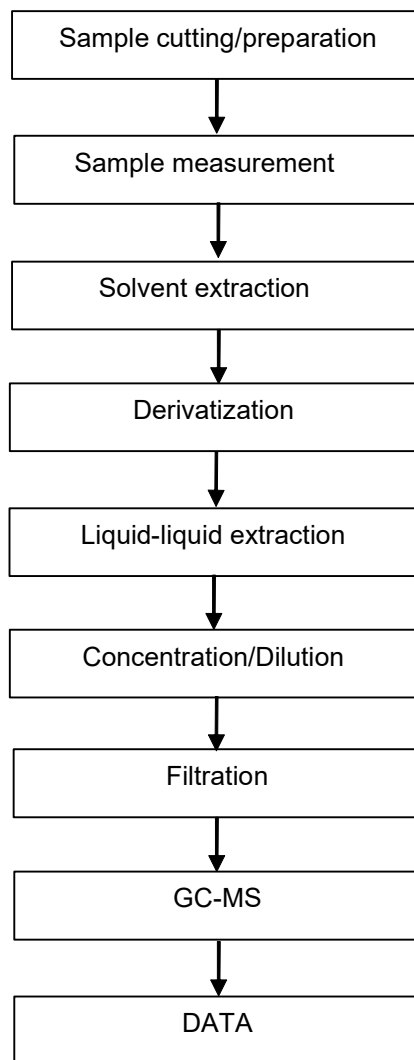 Sample cutting/preparation
Sample measurement
Solvent extraction
Derivatization
Liquid-liquid extraction
Concentration/Dilution
Filtration
GC-MS
DATA